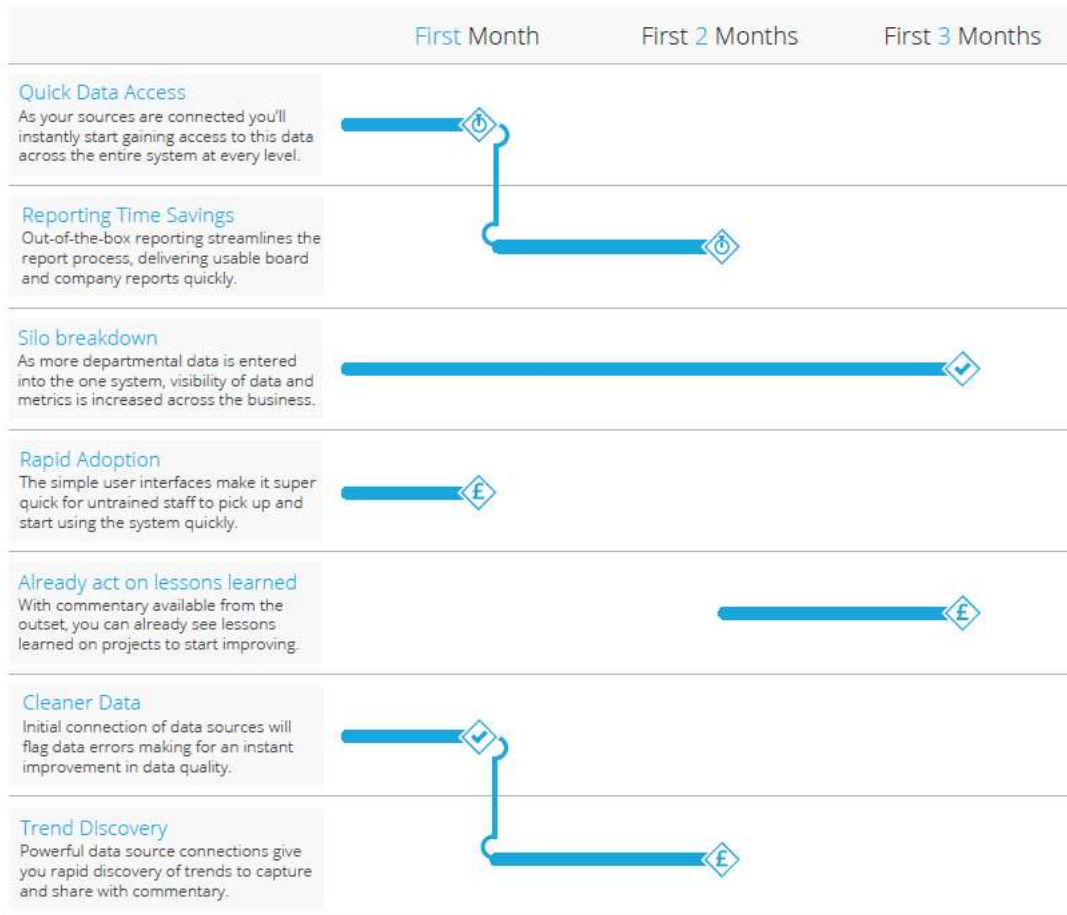 First Month First 2 Months First 3 Months
Quick Data Access
As your sources are connected you'll
instantly start gaining access to this data
across the entire system at every level.
Reporting Time Savings
Out-of-the-box reporting streamlines the
report process, delivering usable board
and company reports quickly.
Silo breakdown
As more departmental data is entered
into the one system, visibility of data and
metrics is increased across the business.
Rapid Adoption
The simple user interfaces make it super
quick for untrained staff to pick up and
start using the system quickly.
£
Already act on lessons learned
With commentary available from the
outset, you can already see lessons
learned on projects to start improving.
£
Cleaner Data
Initial connection of data sources will
flag data errors making for an instant
improvement in data quality.
Trend Discovery
Powerful data source connections give
you rapid discovery of trends to capture
and share with commentary.
£